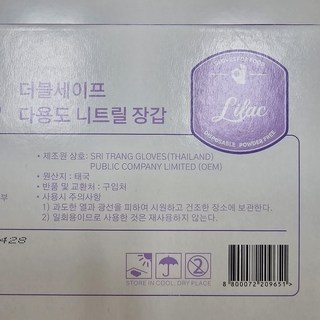 더블세이프
다용도 니트릴 장갑
Lilac
DISPOSABLE POWDER FREE
• 제조원 상호: SRI TRANG GLOVES(THAILAND)
PUBLIC COMPANY LIMITED (OEM)
• 원산지 : 태국
• 반품 및 교환처 : 구입처
부
• 사용시 주의사항
1) 과도한 열과 광선을 피하여 시원하고 건조한 장소에 보관한다.
2) 일회용이므로 사용한 것은 재사용하지 않는다.
428
STORE IN COOL, DRY PLACE
8 800072 209651 >